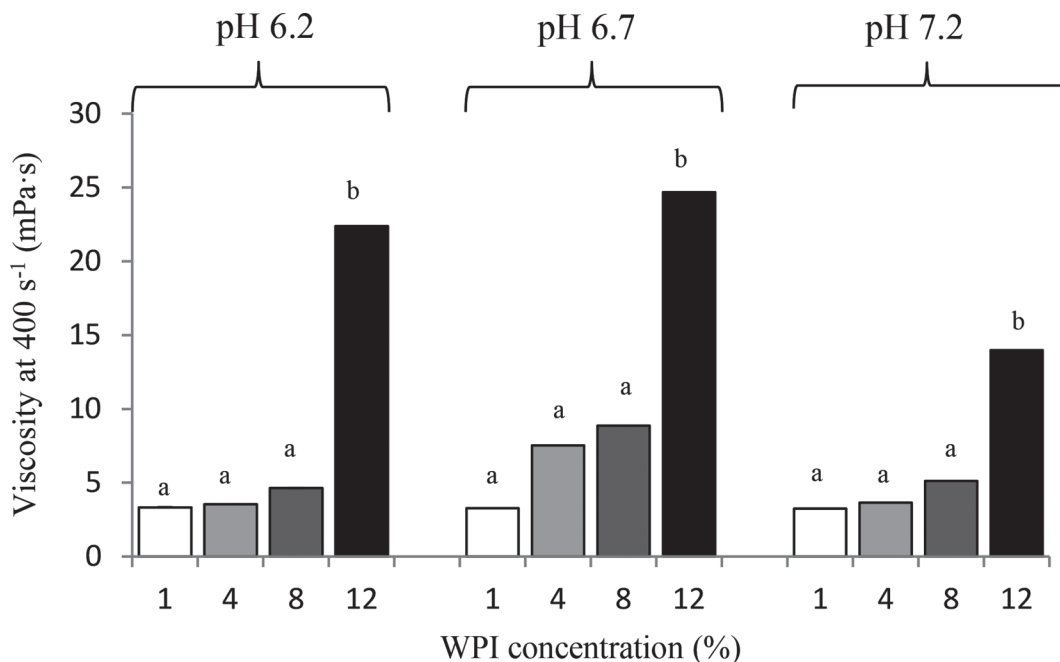 pH 6.2 pH 6.7 pH 7.2
30
25
20
15
10
5
0
Viscosity at 400 s⁻¹ (mPa·s)
a a a b
a a a b
a a a b
1 4 8 12 1 4 8 12 1 4 8 12
WPI concentration (%)